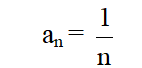 aₙ = 1/n